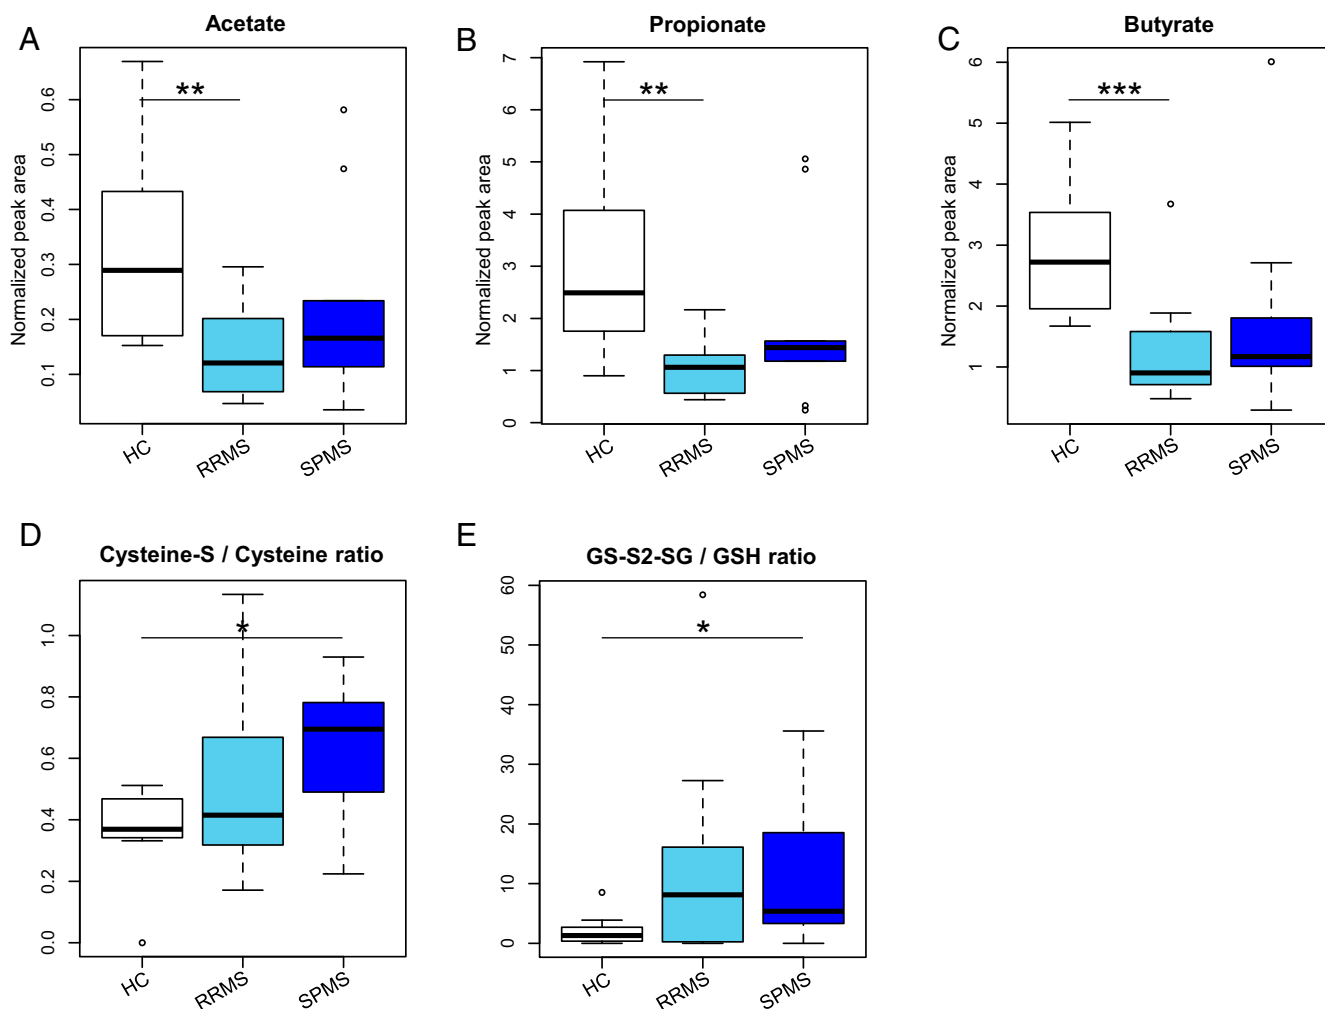 A
Acetate
Normalized peak area
0.1 0.2 0.3 0.4 0.5 0.6
**
HC RRMS SPMS
B
Propionate
Normalized peak area
0 1 2 3 4 5 6 7
**
HC RRMS SPMS
C
Butyrate
Normalized peak area
1 2 3 4 5 6
***
HC RRMS SPMS
D
Cysteine-S / Cysteine ratio
0.0 0.2 0.4 0.6 0.8 1.0
*
HC RRMS SPMS
E
GS-S2-SG / GSH ratio
0 10 20 30 40 50 60
*
HC RRMS SPMS